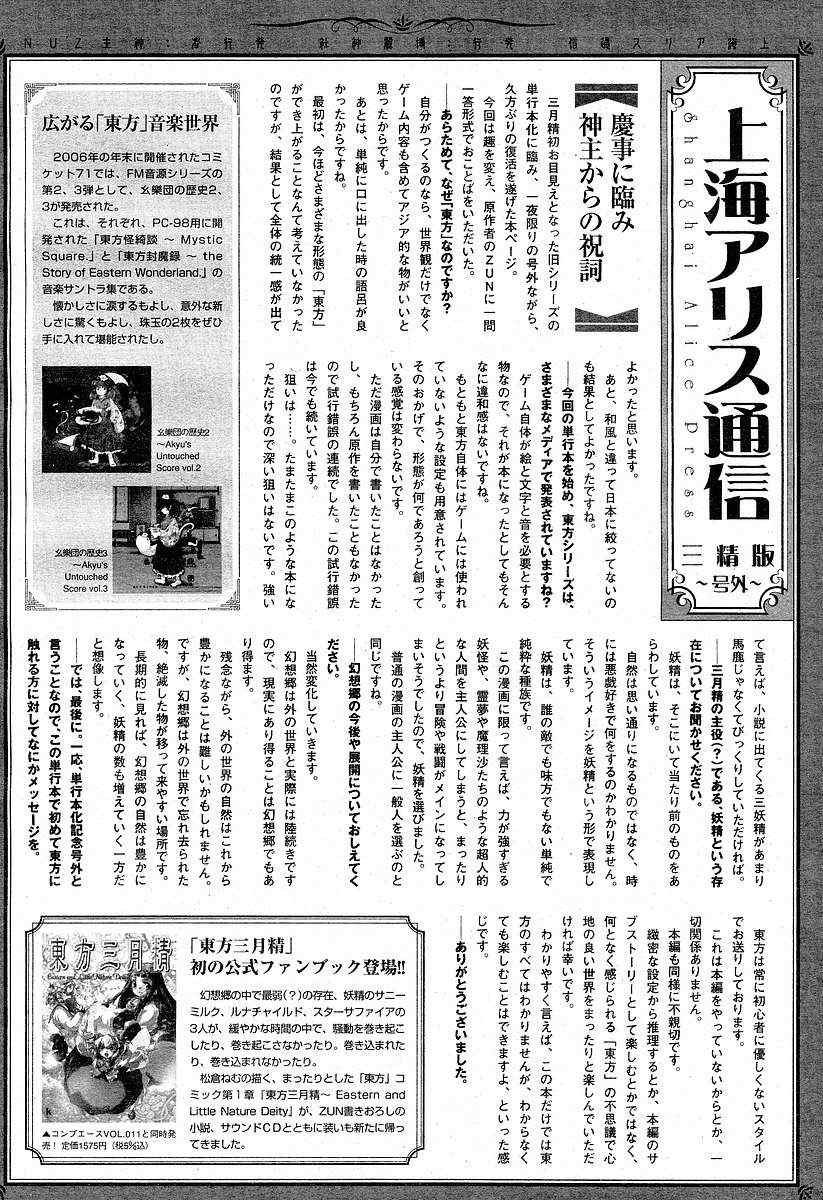 上海アリス通信 発行:博麗神社 発行者:神主ZUN
上海アリス通信
Shanghai Alice Press
三精版
～号外～
慶事に臨み
神主からの祝詞
三月精初お目見えとなった旧シリーズの
単行本化に臨み、一夜限りの号外ながら、
久方ぶりの復活を遂げた本ページ。
今回は趣を変え、原作者のZUNに一問
一答形式でおことばをいただいた。
――あらためて、なぜ「東方」なのですか?
自分がつくるのなら、世界観だけでなく
ゲーム内容も含めてアジア的な物がいいと
思ったからです。
あとは、単純に口に出した時の語呂が良
かったからですね。
最初は、今ほどさまざまな形態の「東方」
ができ上がることなんて考えていなかった
のですが、結果として全体の統一感が出て
よかったと思います。
あと、和風と違って日本に絞ってないの
も結果としてよかったですね。
――今回の単行本を始め、東方シリーズは、
さまざまなメディアで発表されていますね?
ゲーム自体が絵と文字と音を必要とする
物なので、それが本になったとしてもそん
なに違和感はないですね。
もともと東方自体にはゲームには使われ
ていないような設定も用意されています。
そのおかげで、形態が何であろうと創って
いる感覚は変わらないです。
ただ漫画は自分で書いたことはなかった
し、もちろん原作を書いたこともなかった
ので試行錯誤の連続でした。この試行錯誤
は今でも続いています。
狙いは……。たまたまこのような本にな
っただけなので深い狙いはないです。強い
て言えば、小説に出てくる三妖精があまり
馬鹿じゃなくてびっくりしていただければ。
――三月精の主役(?)である、妖精という存
在についてお聞かせください。
妖精は、そこにいて当たり前のものをあ
らわしています。
自然は思い通りになるものではなく、時
には悪戯好きで何をするのかわかりません。
そういうイメージを妖精という形で表現し
ています。
妖精は、誰の敵でも味方でもない単純で
純粋な種族です。
この漫画に限って言えば、力が強すぎる
妖怪や、霊夢や魔理沙たちのような超人的
な人間を主人公にしてしまうと、まったり
というより冒険や戦闘がメインになってし
まいそうでしたので、妖精を選びました。
普通の漫画の主人公に一般人を選ぶのと
同じですね。
――幻想郷の今後や展開についておしえてく
ださい。
当然変化していきます。
幻想郷は外の世界と実際には陸続きです
ので、現実にあり得ることは幻想郷でもあ
り得ます。
残念ながら、外の世界の自然はこれから
豊かになることは難しいかもしれません。
ですが、幻想郷は外の世界で忘れ去られた
物、絶滅した物が移って来やすい場所です。
長期的に見れば、幻想郷の自然は豊かに
なっていく、妖精の数も増えていく一方だ
と想像します。
――では、最後に。一応、単行本化記念号外と
言うことなので、この単行本で初めて東方に
触れる方に対してなにかメッセージを。
東方は常に初心者に優しくないスタイル
でお送りしております。
これは本編をやっていないからとか、一
切関係ありません。
本編も同様に不親切です。
緻密な設定から推理するとか、本編のサ
ブストーリーとして楽しむとかではなく、
何となく感じられる「東方」の不思議で心
地の良い世界をまったりと楽しんでいただ
ければ幸いです。
わかりやすく言えば、この本だけでは東
方のすべてはわかりませんが、わからなく
ても楽しむことはできますよ、といった感
じです。
――ありがとうございました。
広がる「東方」音楽世界
2006年の年末に開催されたコミ
ケット71では、FM音源シリーズの
第2、3弾として、幺樂団の歴史2、
3が発売された。
これは、それぞれ、PC-98用に開
発された「東方怪綺談 ～ Mystic
Square.」と「東方封魔録 ～ the
Story of Eastern Wonderland.」の
音楽サントラ集である。
懐かしさに涙するもよし、意外な新
しさに驚くもよし、珠玉の2枚をぜひ
手に入れて堪能されたし。
幺樂団の歴史2
～Akyu's
Untouched
Score vol.2
幺樂団の歴史3
～Akyu's
Untouched
Score vol.3
東方三月精
Eastern and Little Nature Deity
「東方三月精」
初の公式ファンブック登場!!
幻想郷の中で最弱(?)の存在、妖精のサニー
ミルク、ルナチャイルド、スターサファイアの
3人が、緩やかな時間の中で、騒動を巻き起こ
したり、巻き起こさなかったり。巻き込まれた
り、巻き込まれなかったり。
松倉ねむの描く、まったりとした「東方」コ
ミック第1章『東方三月精～ Eastern and
Little Nature Deity』が、ZUN書きおろしの
小説、サウンドCDとともに装いも新たに帰っ
てきました。
▲コンプエースVOL.011と同時発
売! 定価1575円(税5%込)